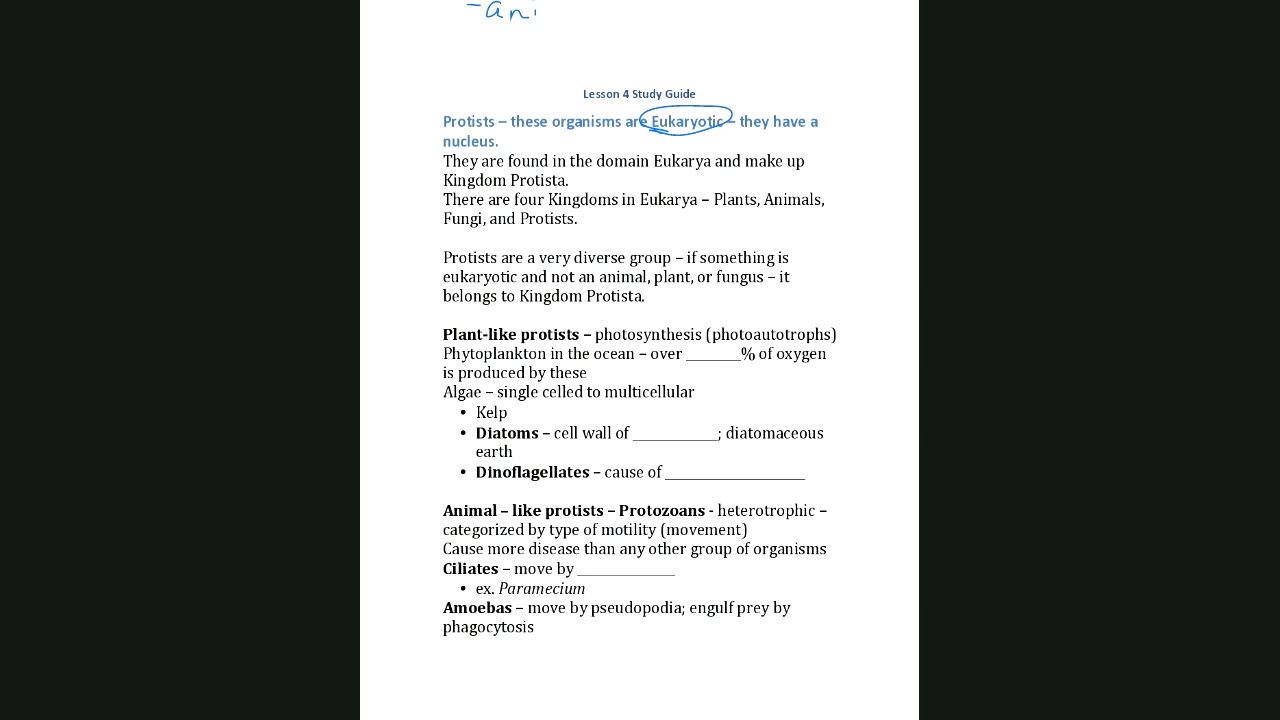 -ani
Lesson 4 Study Guide
Protists – these organisms are Eukaryotic – they have a
nucleus.
They are found in the domain Eukarya and make up
Kingdom Protista.
There are four Kingdoms in Eukarya – Plants, Animals,
Fungi, and Protists.
Protists are a very diverse group – if something is
eukaryotic and not an animal, plant, or fungus – it
belongs to Kingdom Protista.
Plant-like protists – photosynthesis (photoautotrophs)
Phytoplankton in the ocean – over _______% of oxygen
is produced by these
Algae – single celled to multicellular
• Kelp
• Diatoms – cell wall of ___________; diatomaceous
earth
• Dinoflagellates – cause of __________________
Animal – like protists – Protozoans - heterotrophic –
categorized by type of motility (movement)
Cause more disease than any other group of organisms
Ciliates – move by _____________
• ex. Paramecium
Amoebas – move by pseudopodia; engulf prey by
phagocytosis